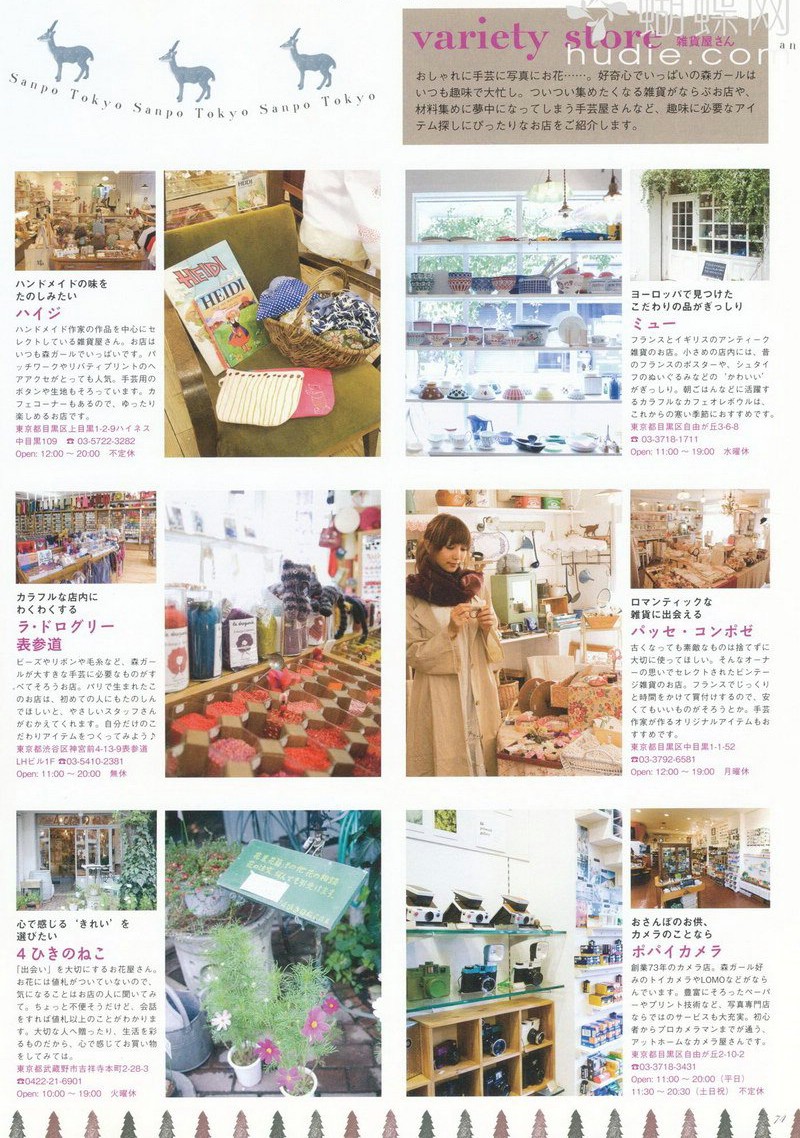 Sanpo Tokyo Sanpo Tokyo Sanpo Tokyo
variety store 雑貨屋さん
蝴蝶网
hudie.com
おしゃれに手芸に写真にお花……。好奇心でいっぱいの森ガールは
いつも趣味で大忙し。ついつい集めたくなる雑貨がならぶお店や、
材料集めに夢中になってしまう手芸屋さんなど、趣味に必要なアイ
テム探しにぴったりなお店をご紹介します。
HEIDI
HEIDI
ハンドメイドの味を
たのしみたい
ハイジ
ハンドメイド作家の作品を中心にセ
レクトしている雑貨屋さん。お店は
いつも森ガールでいっぱいです。パ
ッチワークやリバティプリントのヘ
アアクセがとっても人気。手芸用の
ボタンや生地もそろっています。カ
フェコーナーもあるので、ゆったり
楽しめるお店です。
東京都目黒区上目黒1-2-9ハイネス
中目黒109 ☎03-5722-3282
Open: 12:00 〜 20:00 不定休
ヨーロッパで見つけた
こだわりの品がぎっしり
ミュー
フランスとイギリスのアンティーク
雑貨のお店。小さめの店内には、昔
のフランスのポスターや、シュタイ
フのぬいぐるみなどの‘かわいい’
がぎっしり。朝ごはんなどに活躍す
るカラフルなカフェオレボウルは、
これからの寒い季節におすすめです。
東京都目黒区自由が丘3-6-8
☎03-3718-1711
Open: 11:00 〜 19:00 水曜休
カラフルな店内に
わくわくする
ラ・ドログリー
表参道
ビーズやリボンや毛糸など、森ガー
ルが大すきな手芸に必要なものがす
べてそろうお店。パリで生まれたこ
のお店は、初めての人にもたのしん
でほしいと、やさしいスタッフさん
がむかえてくれます。自分だけのこ
だわりアイテムをつくってみよう♪
東京都渋谷区神宮前4-13-9表参道
LHビル1F ☎03-5410-2381
Open: 11:00 〜 20:00 無休
ロマンティックな
雑貨に出会える
パッセ・コンポゼ
古くなっても素敵なものは捨てずに
大切に使ってほしい。そんなオーナ
ーの思いでセレクトされたビンテー
ジ雑貨のお店。フランスでじっくり
と時間をかけて買付けするので、安
くてもいいものがそろうとか。手芸
作家が作るオリジナルアイテムもお
すすめです。
東京都目黒区中目黒1-1-52
☎03-3792-6581
Open: 12:00 〜 19:00 月曜休
心で感じる‘きれい’を
選びたい
4ひきのねこ
「出会い」を大切にするお花屋さん。
お花には値札がついていないので、
気になることはお店の人に聞いてみ
て。ちょっと不便そうだけど、会話
をすれば値札以上のことがわかりま
す。大切な人へ贈ったり、生活を彩
るものだから、心で感じてお買い物
をしてみては。
東京都武蔵野市吉祥寺本町2-28-3
☎0422-21-6901
Open: 10:00 〜 19:00 火曜休
おさんぽのお供、
カメラのことなら
ポパイカメラ
創業73年のカメラ店。森ガール好
みのトイカメラやLOMOなどがなら
んでいます。豊富にそろったペーパ
ーやプリント技術など、写真専門店
ならではのサービスも大充実。初心
者からプロカメラマンまでが通う、
アットホームなカメラ屋さんです。
東京都目黒区自由が丘2-10-2
☎03-3718-3431
Open: 11:00 〜 20:00（平日）
11:30 〜 20:30（土日祝） 不定休
74